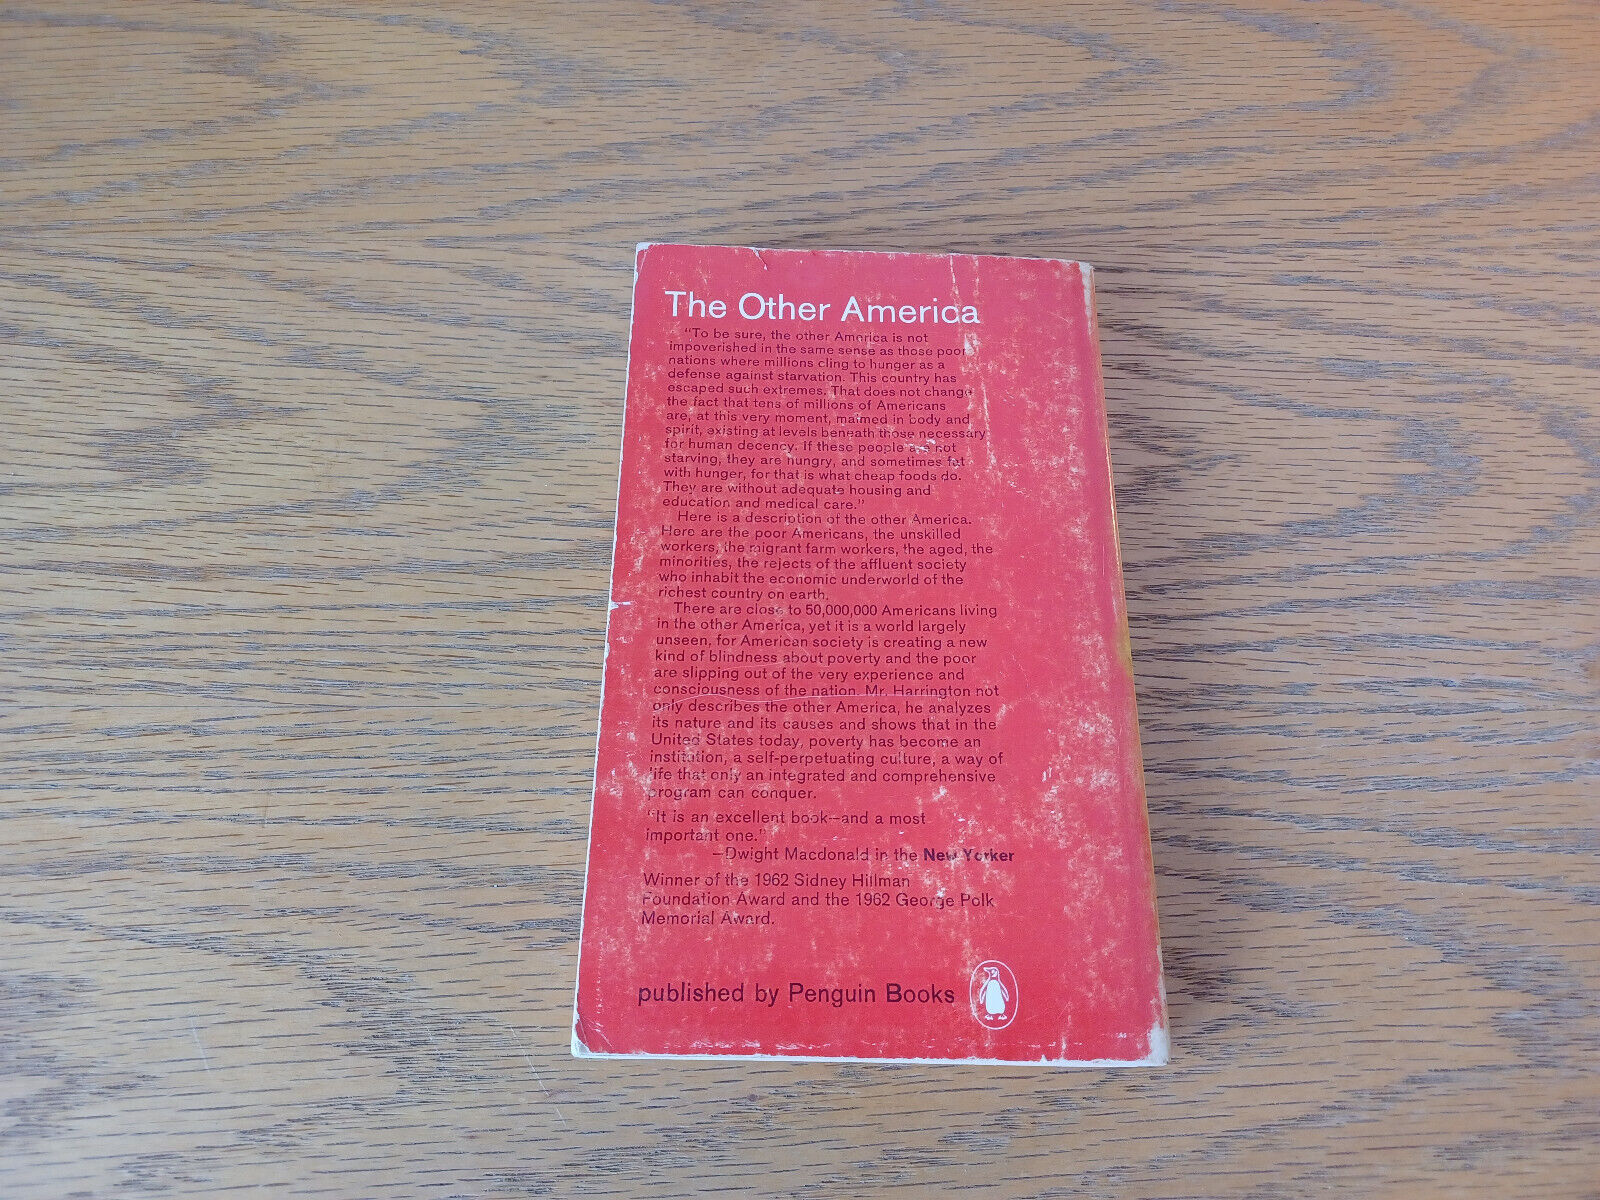 The Other America
"To be sure, the other America is not
impoverished in the same sense as those poor
nations where millions cling to hunger as a
defense against starvation. This country has
escaped such extremes. That does not change
the fact that tens of millions of Americans
are, at this very moment, maimed in body and
spirit, existing at levels beneath those necessary
for human decency. If these people are not
starving, they are hungry, and sometimes fat
with hunger, for that is what cheap foods do.
They are without adequate housing and
education and medical care."
Here is a description of the other America.
Here are the poor Americans, the unskilled
workers, the migrant farm workers, the aged, the
minorities, the rejects of the affluent society
who inhabit the economic underworld of the
richest country on earth.
There are close to 50,000,000 Americans living
in the other America, yet it is a world largely
unseen, for American society is creating a new
kind of blindness about poverty and the poor
are slipping out of the very experience and
consciousness of the nation. Mr. Harrington not
only describes the other America, he analyzes
its nature and its causes and shows that in the
United States today, poverty has become an
institution, a self-perpetuating culture, a way of
life that only an integrated and comprehensive
program can conquer.
"It is an excellent book—and a most
important one."
—Dwight Macdonald in the New Yorker
Winner of the 1962 Sidney Hillman
Foundation Award and the 1962 George Polk
Memorial Award.
published by Penguin Books